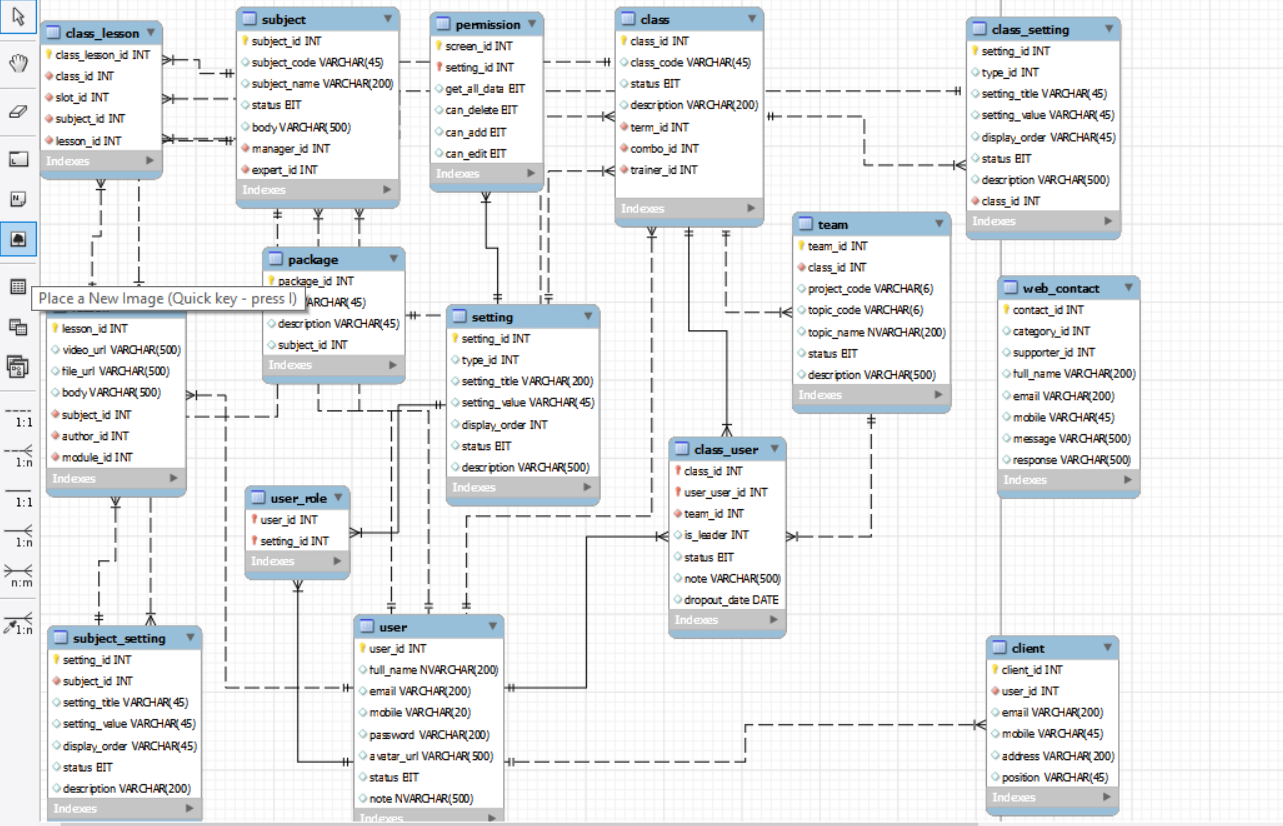 class_lesson
class_lesson_id INT
class_id INT
slot_id INT
subject_id INT
lesson_id INT
Indexes
subject
subject_id INT
subject_code VARCHAR(45)
subject_name VARCHAR(200)
status BIT
body VARCHAR(500)
manager_id INT
expert_id INT
Indexes
permission
screen_id INT
setting_id INT
get_all_data BIT
can_delete BIT
can_add BIT
can_edit BIT
Indexes
class
class_id INT
class_code VARCHAR(45)
status BIT
description VARCHAR(200)
term_id INT
combo_id INT
trainer_id INT
Indexes
class_setting
setting_id INT
type_id INT
setting_title VARCHAR(45)
setting_value VARCHAR(45)
display_order VARCHAR(45)
status BIT
description VARCHAR(500)
class_id INT
Indexes
package
package_id INT
ARCHAR(45)
description VARCHAR(45)
subject_id INT
Indexes
Place a New Image (Quick key - press I)
lesson_id INT
video_url VARCHAR(500)
file_url VARCHAR(500)
body VARCHAR(500)
subject_id INT
author_id INT
module_id INT
Indexes
setting
setting_id INT
type_id INT
setting_title VARCHAR(200)
setting_value VARCHAR(45)
display_order INT
status BIT
description VARCHAR(500)
Indexes
team
team_id INT
class_id INT
project_code VARCHAR(6)
topic_code VARCHAR(6)
topic_name NVARCHAR(200)
status BIT
description VARCHAR(500)
Indexes
web_contact
contact_id INT
category_id INT
supporter_id INT
full_name VARCHAR(200)
email VARCHAR(200)
mobile VARCHAR(45)
message VARCHAR(500)
response VARCHAR(500)
Indexes
1:1
1:n
1:1
1:n
n:m
1:n
user_role
user_id INT
setting_id INT
Indexes
class_user
class_id INT
user_user_id INT
team_id INT
is_leader INT
status BIT
note VARCHAR(500)
dropout_date DATE
Indexes
subject_setting
setting_id INT
subject_id INT
setting_title VARCHAR(45)
setting_value VARCHAR(45)
display_order VARCHAR(45)
status BIT
description VARCHAR(200)
Indexes
user
user_id INT
full_name NVARCHAR(200)
email VARCHAR(200)
mobile VARCHAR(20)
password VARCHAR(200)
avatar_url VARCHAR(500)
status BIT
note NVARCHAR(500)
Indexes
client
client_id INT
user_id INT
email VARCHAR(200)
mobile VARCHAR(45)
address VARCHAR(200)
position VARCHAR(45)
Indexes